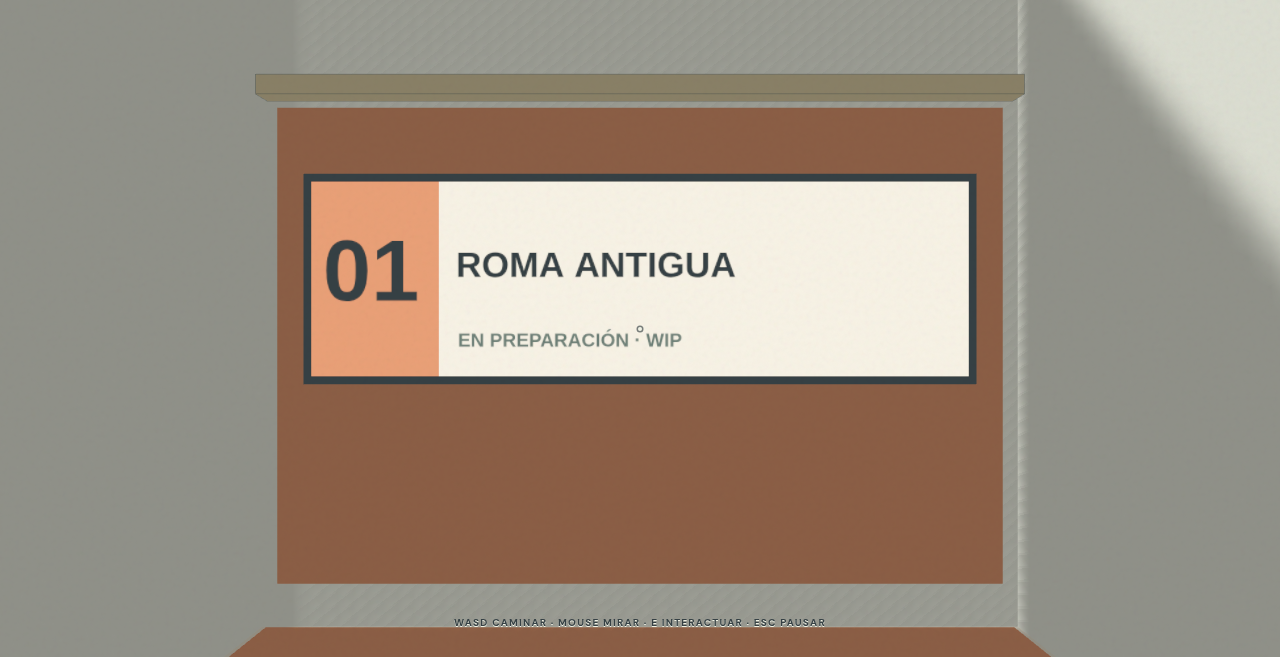 01
ROMA ANTIGUA
EN PREPARACIÓN · WIP
WASD CAMINAR · MOUSE MIRAR · E INTERACTUAR · ESC PAUSAR